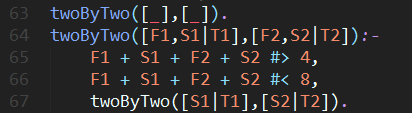 63 twoByTwo([_],[_]).
64 twoByTwo([F1,S1|T1],[F2,S2|T2]):-
65 F1 + S1 + F2 + S2 #> 4,
66 F1 + S1 + F2 + S2 #< 8,
67 twoByTwo([S1|T1],[S2|T2]).